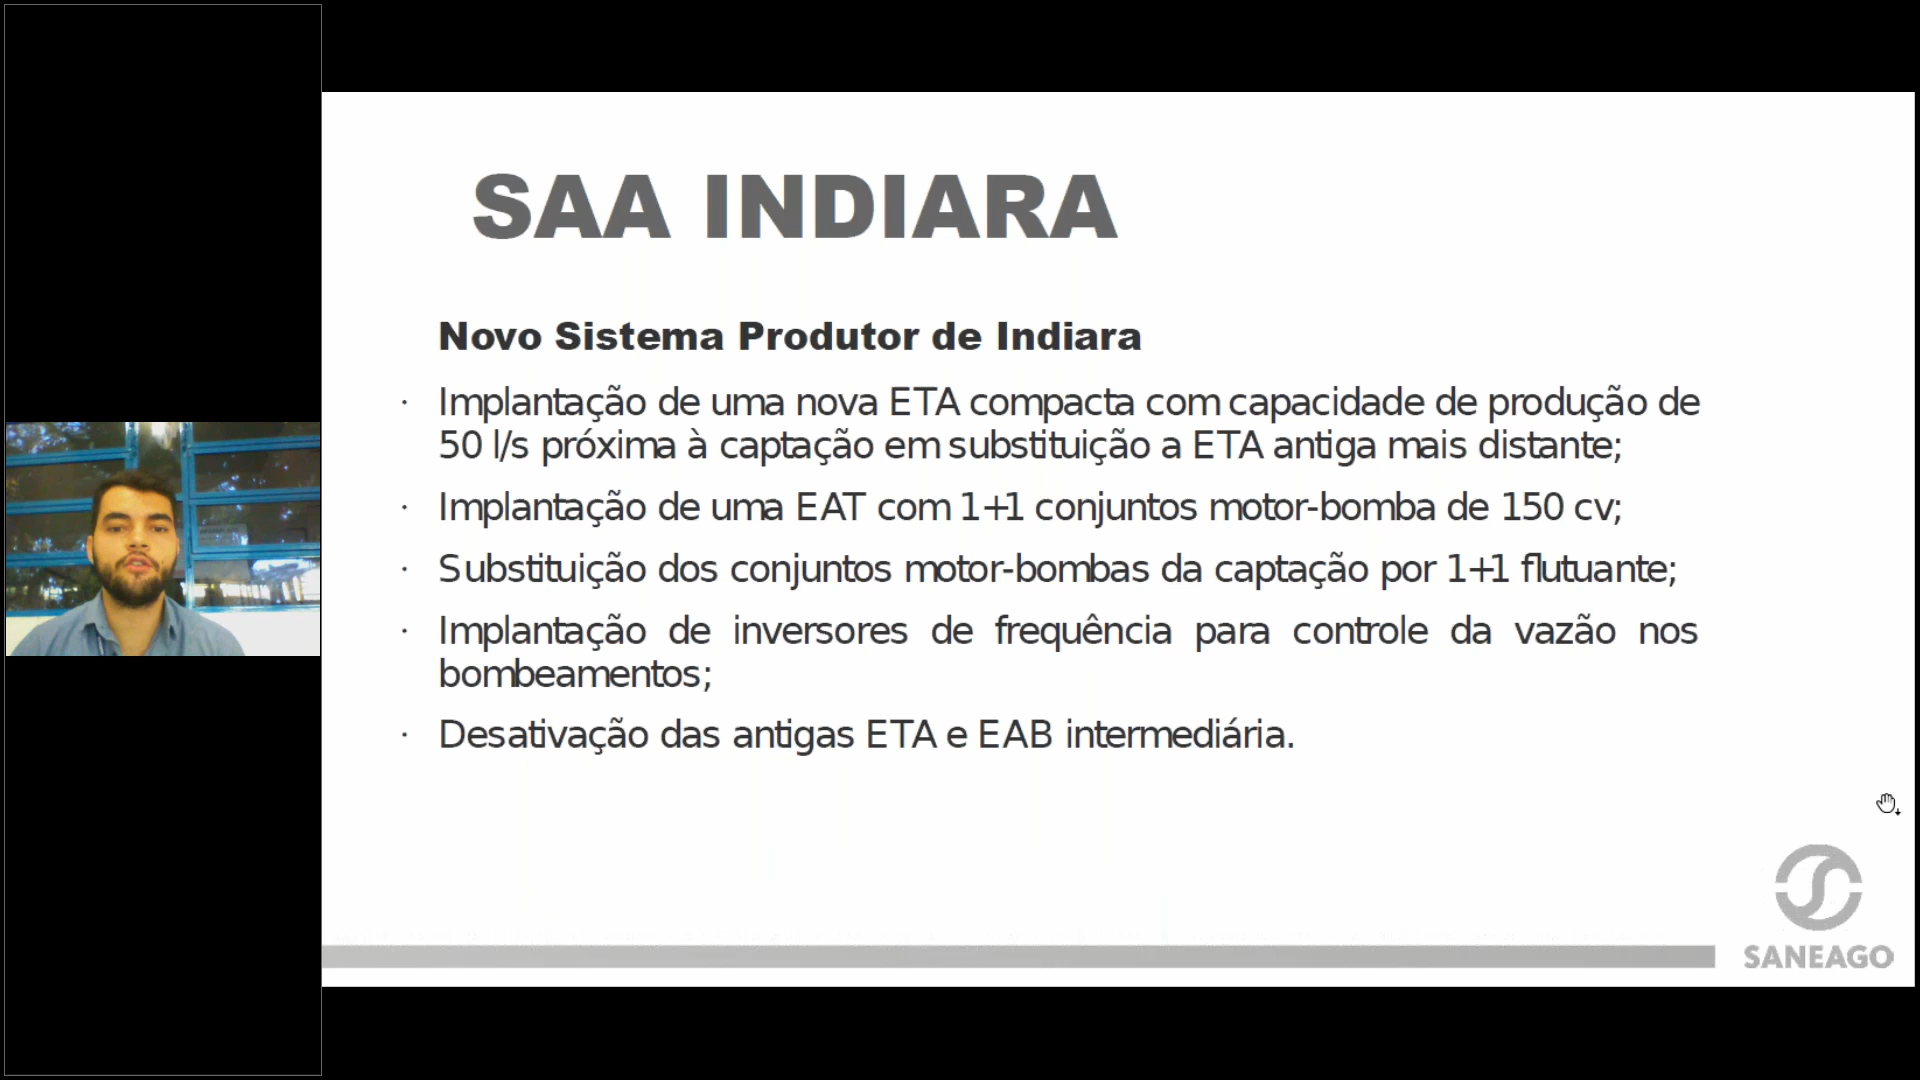 SAA INDIARA
Novo Sistema Produtor de Indiara
· Implantação de uma nova ETA compacta com capacidade de produção de
50 l/s próxima à captação em substituição a ETA antiga mais distante;
· Implantação de uma EAT com 1+1 conjuntos motor-bomba de 150 cv;
· Substituição dos conjuntos motor-bombas da captação por 1+1 flutuante;
· Implantação de inversores de frequência para controle da vazão nos
bombeamentos;
· Desativação das antigas ETA e EAB intermediária.
SANEAGO